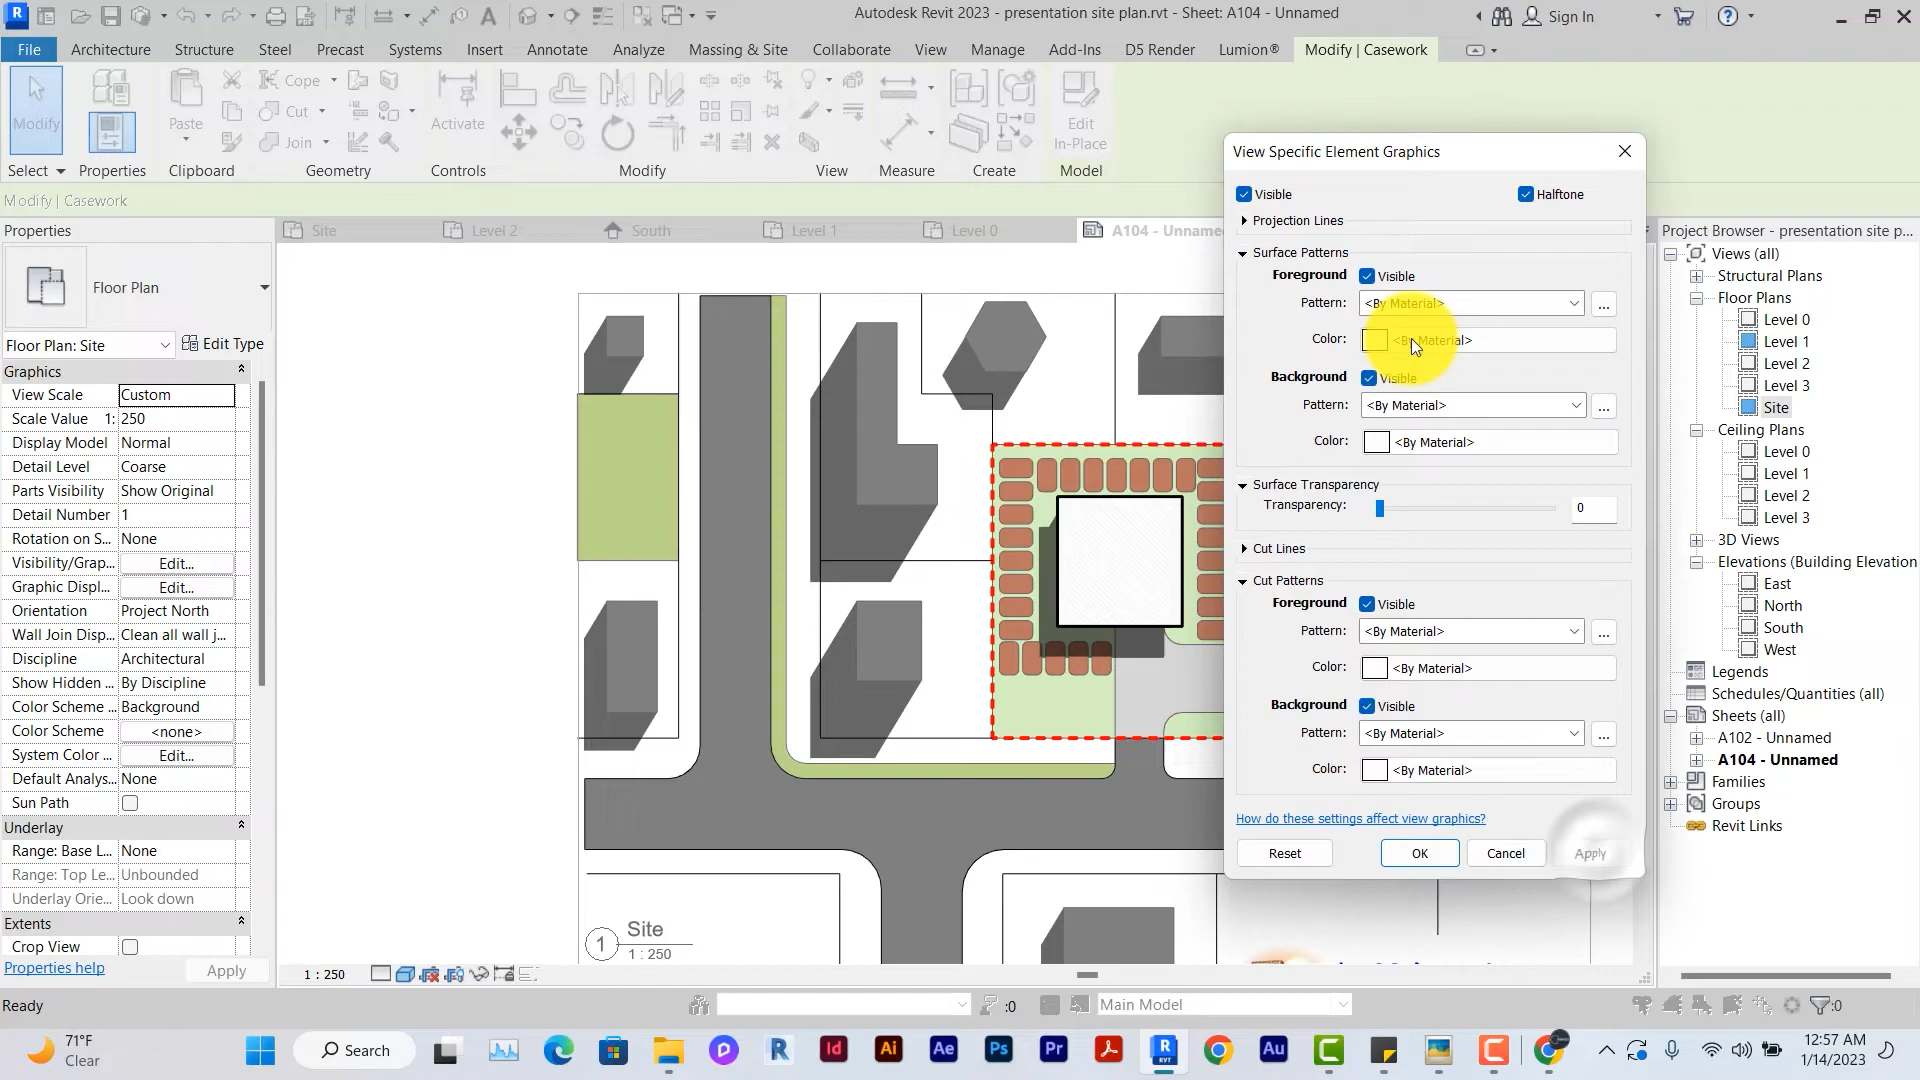 Autodesk Revit 2023 - presentation site plan.rvt - Sheet: A104 - Unnamed
Sign In
File Architecture Structure Steel Precast Systems Insert Annotate Analyze Massing & Site Collaborate View Manage Add-Ins D5 Render Lumion® Modify | Casework
Modify
Paste
Cope
Cut
Join
Activate
Edit
In-Place
Select Properties Clipboard Geometry Controls Modify View Measure Create Model
Modify | Casework
Properties
Floor Plan
Floor Plan: Site
Edit Type
Graphics
View Scale Custom
Scale Value 1: 250
Display Model Normal
Detail Level Coarse
Parts Visibility Show Original
Detail Number 1
Rotation on S... None
Visibility/Grap... Edit...
Graphic Displ... Edit...
Orientation Project North
Wall Join Disp... Clean all wall j...
Discipline Architectural
Show Hidden ... By Discipline
Color Scheme ... Background
Color Scheme <none>
System Color ... Edit...
Default Analys... None
Sun Path
Underlay
Range: Base L... None
Range: Top Le... Unbounded
Underlay Orie... Look down
Extents
Crop View
Properties help
Apply
Site
Level 2
South
Level 1
Level 0
A104 - Unname
1
Site
1 : 250
1 : 250
View Specific Element Graphics
Visible
Halftone
Projection Lines
Surface Patterns
Foreground Visible
Pattern: <By Material> ...
Color: <By Material>
Background Visible
Pattern: <By Material> ...
Color: <By Material>
Surface Transparency
Transparency: 0
Cut Lines
Cut Patterns
Foreground Visible
Pattern: <By Material> ...
Color: <By Material>
Background Visible
Pattern: <By Material> ...
Color: <By Material>
How do these settings affect view graphics?
Reset OK Cancel Apply
Project Browser - presentation site p...
Views (all)
Structural Plans
Floor Plans
Level 0
Level 1
Level 2
Level 3
Site
Ceiling Plans
Level 0
Level 1
Level 2
Level 3
3D Views
Elevations (Building Elevation
East
North
South
West
Legends
Schedules/Quantities (all)
Sheets (all)
A102 - Unnamed
A104 - Unnamed
Families
Groups
Revit Links
Ready
:0
Main Model
:0
71°F
Clear
Search
Id
Ai
Ae
Ps
Pr
Au
R
RVT
12:57 AM
1/14/2023